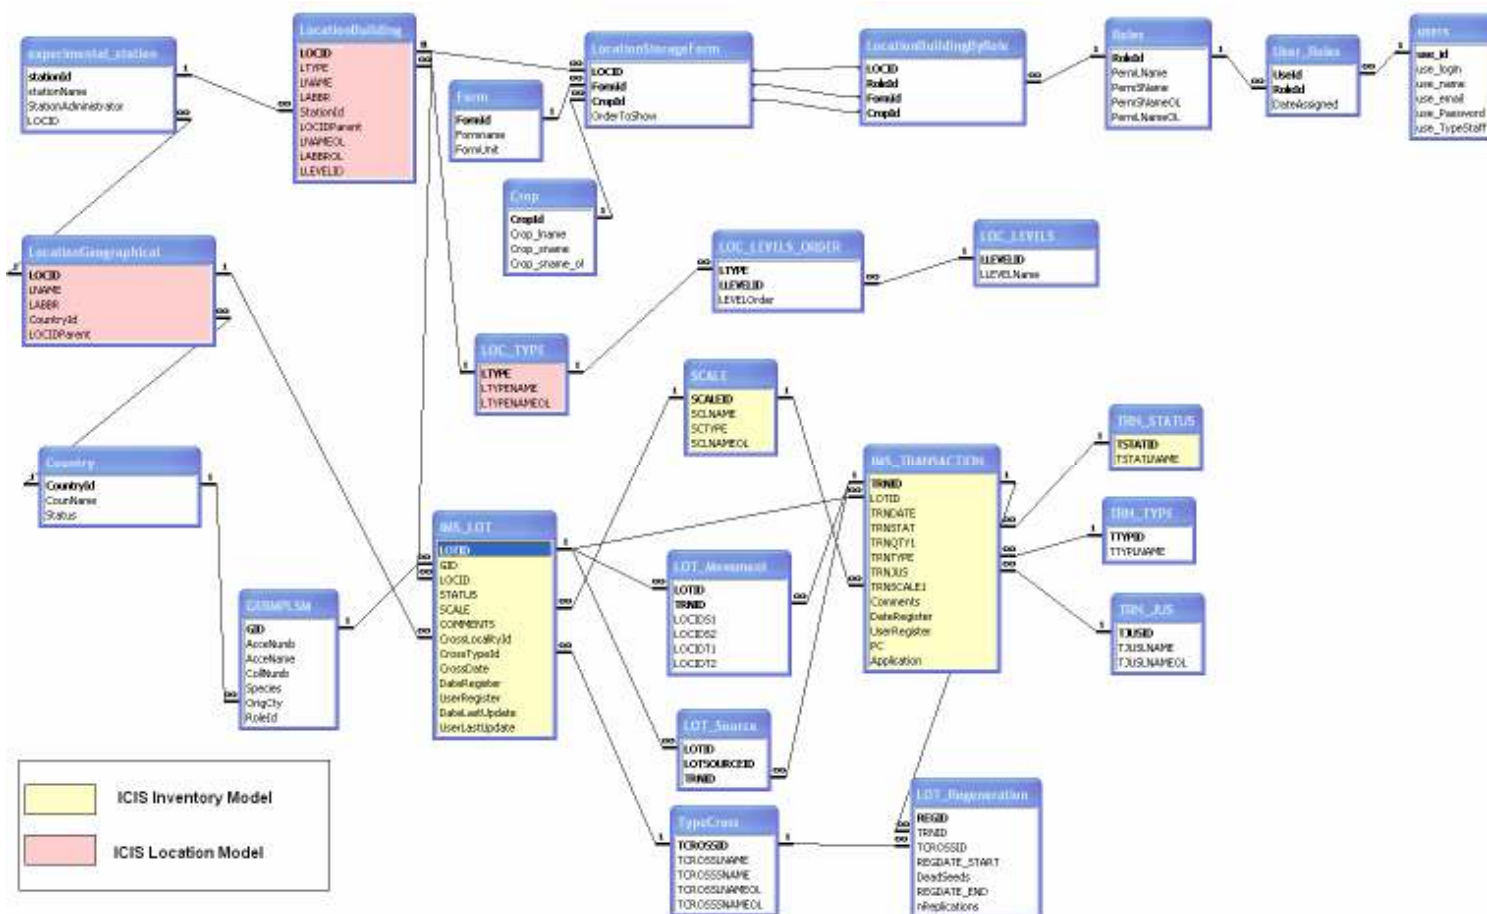 experimental_station
stationId
stationName
StationAdministrator
LOCID
LocationBuilding
LOCID
LTYPE
LNAME
LABBR
StationId
LOCIDParent
LNAMEOL
LABBROL
LLEVELID
Form
FormId
Formname
FormUnit
LocationStorageForm
LOCID
FormId
CropId
OrderToShow
LocationBuildingByRole
LOCID
RoleId
FormId
CropId
Roles
RoleId
PermLName
PermSName
PermSNameOL
PermLNameOL
User_Roles
UseId
RoleId
DateAssigned
users
use_id
use_login
use_name
use_email
use_Password
use_TypeStaff
Crop
CropId
Crop_lname
Crop_sname
Crop_sname_ol
LocationGeographical
LOCID
LNAME
LABBR
CountryId
LOCIDParent
LOC_LEVELS_ORDER
LTYPE
LLEVELID
LEVELOrder
LOC_LEVELS
LLEVELID
LLEVELName
LOC_TYPE
LTYPE
LTYPENAME
LTYPENAMEOL
SCALE
SCALEID
SCLNAME
SCTYPE
SCLNAMEOL
Country
CountryId
CounName
Status
IMS_LOT
LOTID
GID
LOCID
STATUS
SCALE
COMMENTS
CrossLocalityId
CrossTypeId
CrossDate
DateRegister
UserRegister
DateLastUpdate
UserLastUpdate
IMS_TRANSACTION
TRNID
LOTID
TRNDATE
TRNSTAT
TRNQTY1
TRNTYPE
TRNJUS
TRNSCALE1
Comments
DateRegister
UserRegister
PC
Application
TRN_STATUS
TSTATID
TSTATLNAME
TRN_TYPE
TTYPID
TTYPLNAME
TRN_JUS
TJUSID
TJUSLNAME
TJUSLNAMEOL
GERMPLSM
GID
AcceNumb
AcceName
CollNumb
Species
OrigCty
RoleId
LOT_Movement
LOTID
TRNID
LOCIDS1
LOCIDS2
LOCIDT1
LOCIDT2
LOT_Source
LOTID
LOTSOURCEID
TRNID
TypeCross
TCROSSID
TCROSSLNAME
TCROSSSNAME
TCROSSLNAMEOL
TCROSSSNAMEOL
LOT_Regeneration
REGID
TRNID
TCROSSID
REGDATE_START
DeadSeeds
REGDATE_END
nReplications
ICIS Inventory Model
ICIS Location Model